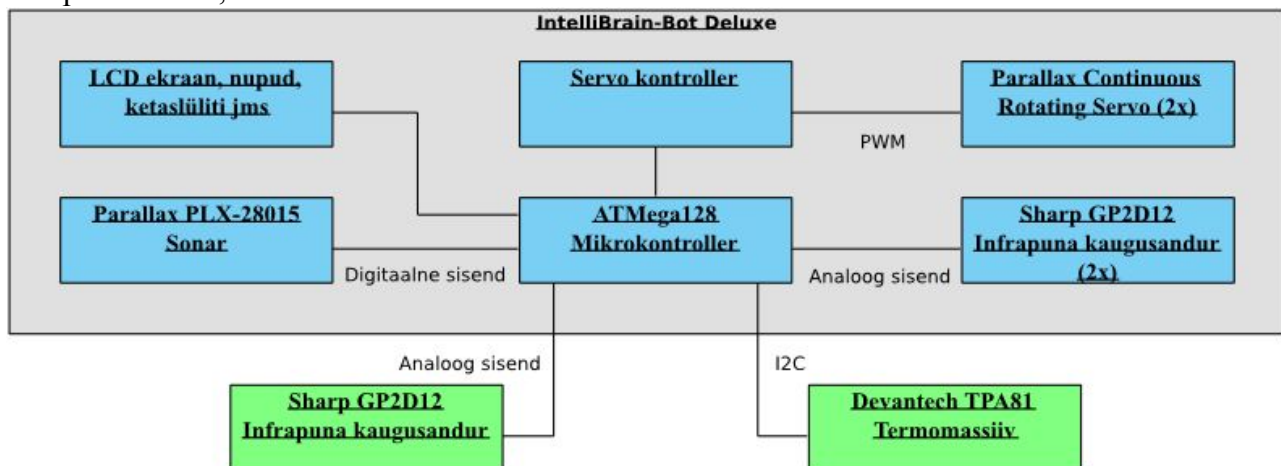 IntelliBrain-Bot Deluxe
LCD ekraan, nupud,
ketaslüliti jms
Servo kontroller
Parallax Continuous
Rotating Servo (2x)
PWM
Parallax PLX-28015
Sonar
ATMega128
Mikrokontroller
Sharp GP2D12
Infrapuna kaugusandur
(2x)
Digitaalne sisend
Analoog sisend
Analoog sisend
I2C
Sharp GP2D12
Infrapuna kaugusandur
Devantech TPA81
Termomassiiv